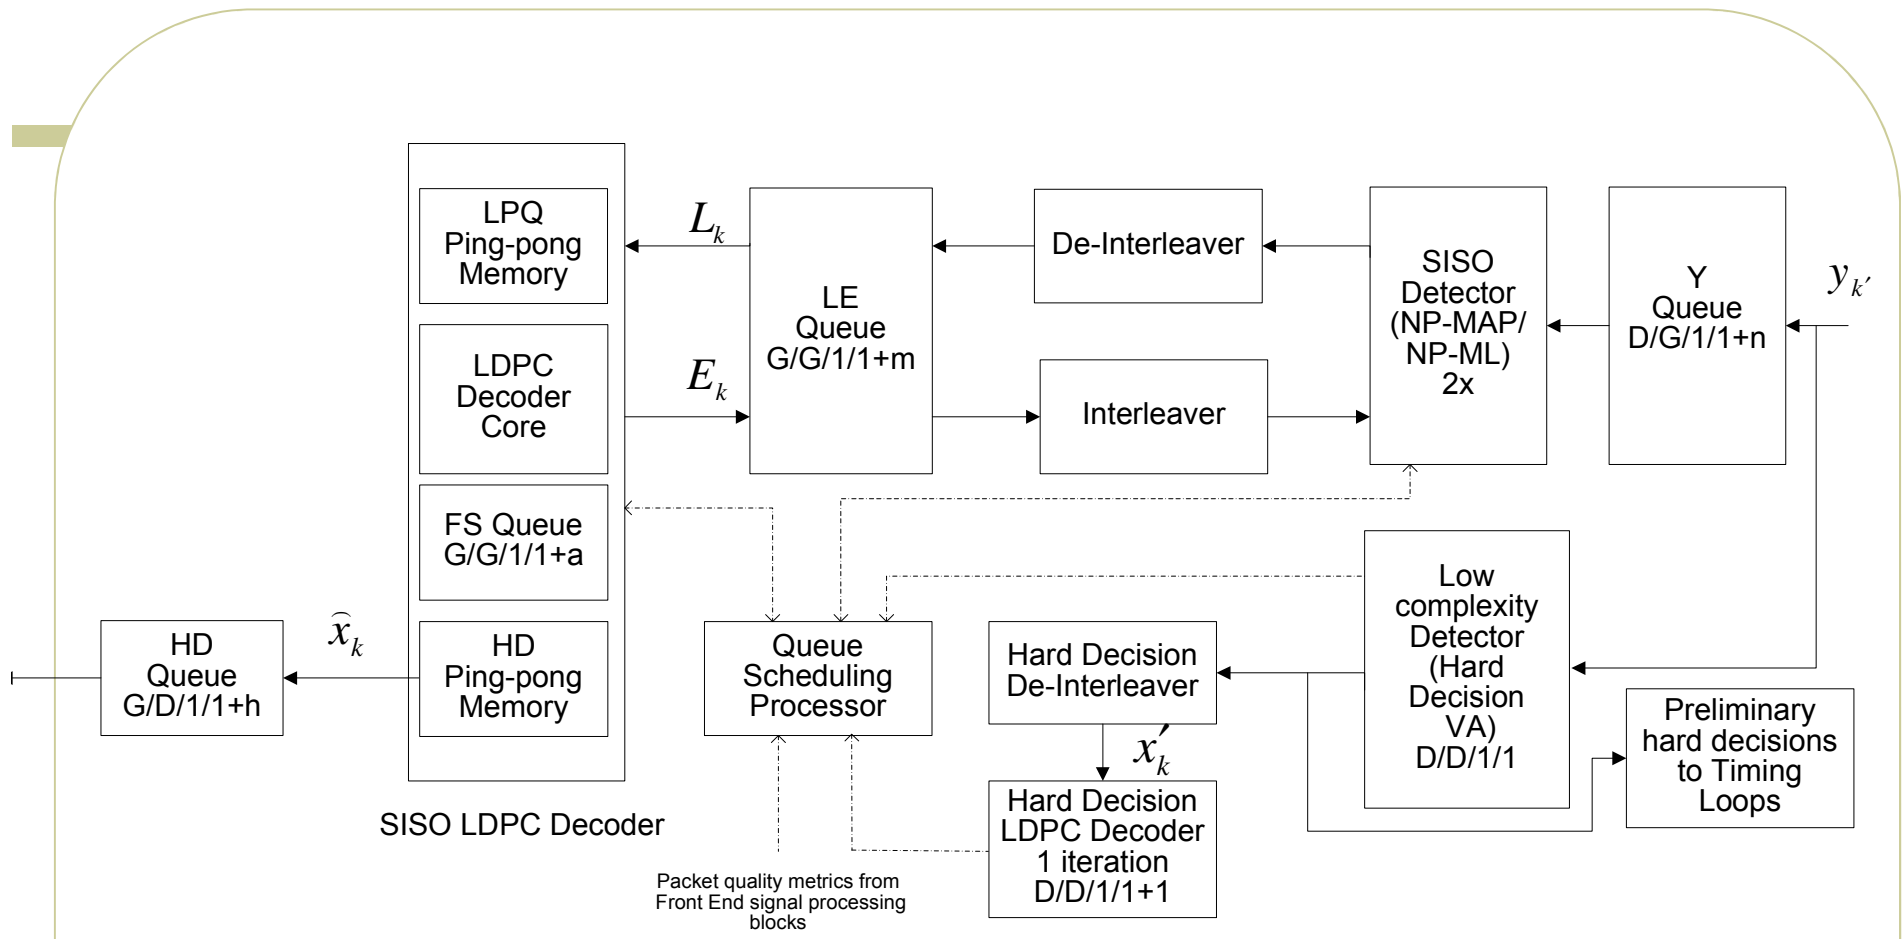 LPQ
Ping-pong
Memory
LDPC
Decoder
Core
FS Queue
G/G/1/1+a
HD
Ping-pong
Memory
SISO LDPC Decoder
L_k
E_k
LE
Queue
G/G/1/1+m
De-Interleaver
Interleaver
SISO
Detector
(NP-MAP/
NP-ML)
2x
Y
Queue
D/G/1/1+n
y_{k'}
HD
Queue
G/D/1/1+h
\hat{x}_k
Queue
Scheduling
Processor
Hard Decision
De-Interleaver
x'_k
Hard Decision
LDPC Decoder
1 iteration
D/D/1/1+1
Low
complexity
Detector
(Hard
Decision
VA)
D/D/1/1
Preliminary
hard decisions
to Timing
Loops
Packet quality metrics from
Front End signal processing
blocks